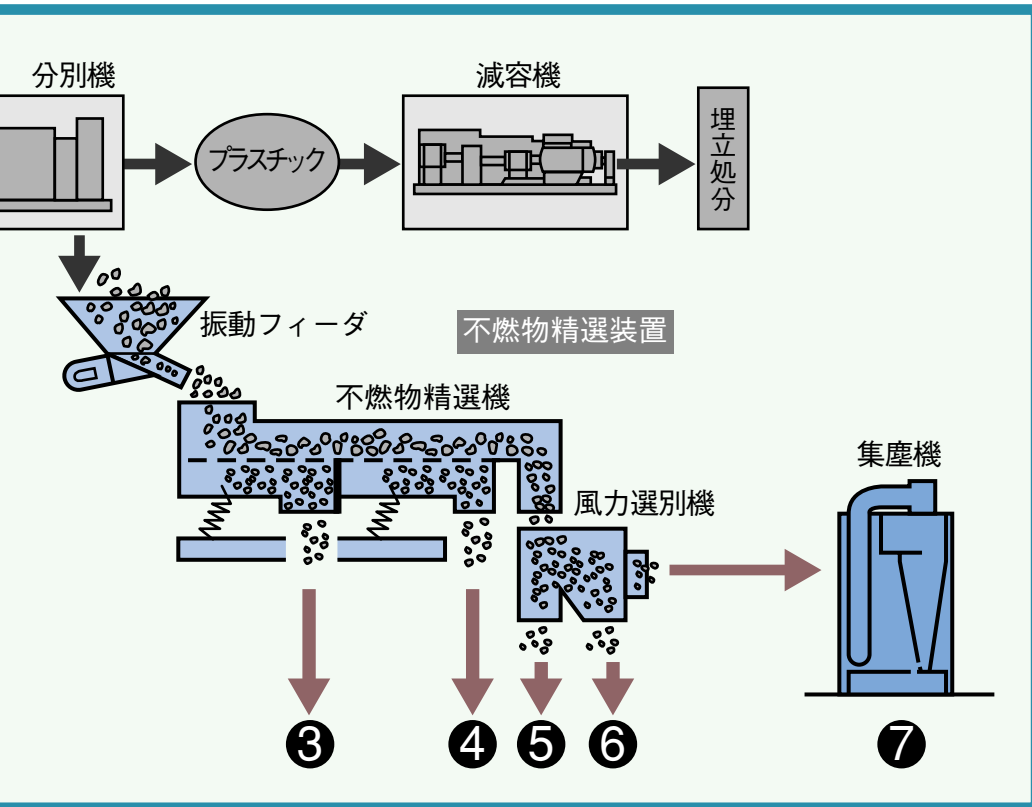 分別機
減容機
プラスチック
埋立処分
振動フィーダ
不燃物精選装置
不燃物精選機
集塵機
風力選別機
❸
❹
❺
❻
❼